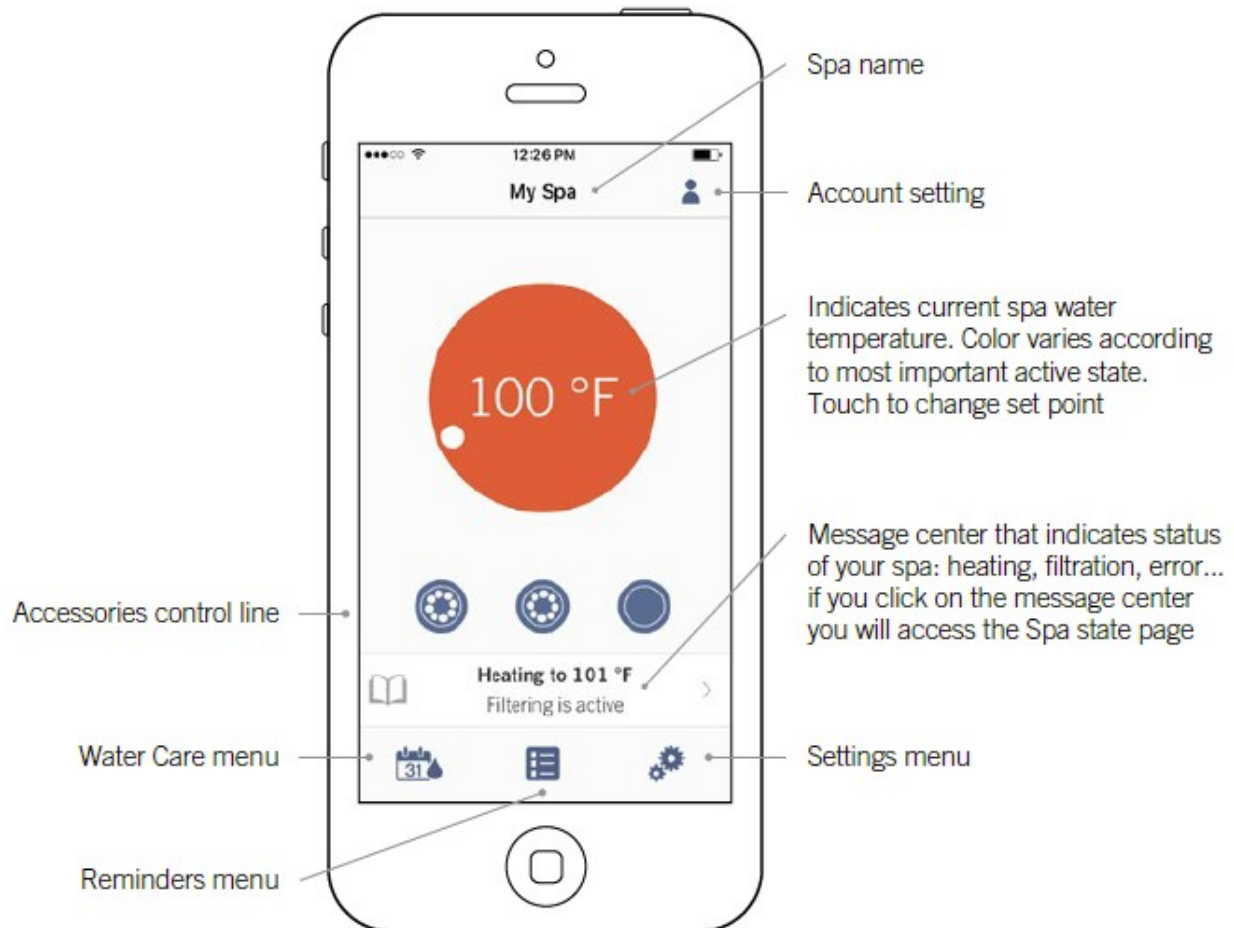 Spa name
12:26 PM
My Spa
Account setting
Indicates current spa water
temperature. Color varies according
to most important active state.
Touch to change set point
100 °F
Message center that indicates status
of your spa: heating, filtration, error...
if you click on the message center
you will access the Spa state page
Accessories control line
Heating to 101 °F
Filtering is active
Water Care menu
31
Settings menu
Reminders menu